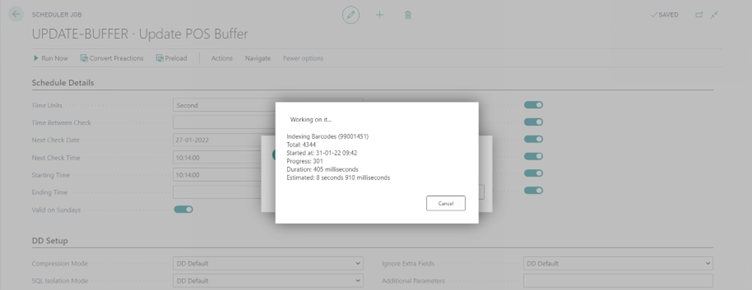 SCHEDULER JOB
SAVED
UPDATE-BUFFER · Update POS Buffer
Run Now Convert Preactions Preload Actions Navigate Fewer options
Schedule Details
Time Units Second
Time Between Check
Next Check Date 27-01-2022
Next Check Time 10:14:00
Starting Time 10:14:00
Ending Time
Valid on Sundays
Working on it...
Indexing Barcodes (99001451)
Total: 4344
Started at: 31-01-22 09:42
Progress: 301
Duration: 405 milliseconds
Estimated: 8 seconds 910 milliseconds
Cancel
DD Setup
Compression Mode DD Default Ignore Extra Fields DD Default
SQL Isolation Mode DD Default Additional Parameters